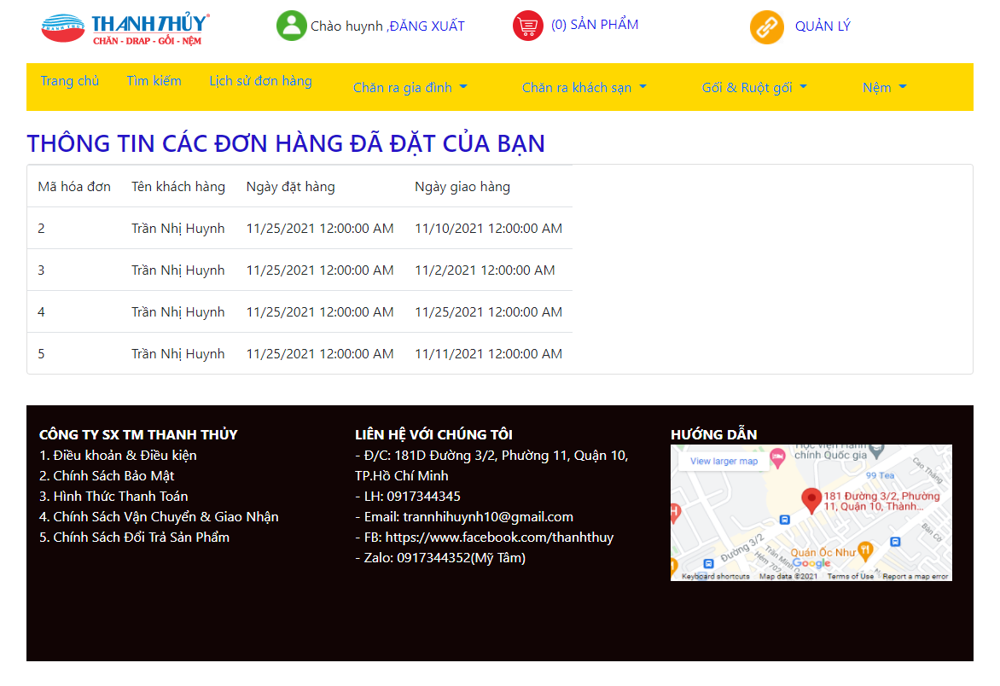 THANH THỦY®
THANH THUY
CHĂN - DRAP - GỐI - NỆM
Chào huynh ,ĐĂNG XUẤT
(0) SẢN PHẨM
QUẢN LÝ
Trang chủ
Tìm kiếm
Lịch sử đơn hàng
Chăn ra gia đình
Chăn ra khách sạn
Gối & Ruột gối
Nệm
THÔNG TIN CÁC ĐƠN HÀNG ĐÃ ĐẶT CỦA BẠN
Mã hóa đơn Tên khách hàng Ngày đặt hàng Ngày giao hàng
2 Trần Nhị Huynh 11/25/2021 12:00:00 AM 11/10/2021 12:00:00 AM
3 Trần Nhị Huynh 11/25/2021 12:00:00 AM 11/2/2021 12:00:00 AM
4 Trần Nhị Huynh 11/25/2021 12:00:00 AM 11/25/2021 12:00:00 AM
5 Trần Nhị Huynh 11/25/2021 12:00:00 AM 11/11/2021 12:00:00 AM
CÔNG TY SX TM THANH THỦY
1. Điều khoản & Điều kiện
2. Chính Sách Bảo Mật
3. Hình Thức Thanh Toán
4. Chính Sách Vận Chuyển & Giao Nhận
5. Chính Sách Đổi Trả Sản Phẩm
LIÊN HỆ VỚI CHÚNG TÔI
- Đ/C: 181D Đường 3/2, Phường 11, Quận 10,
TP.Hồ Chí Minh
- LH: 0917344345
- Email: trannhihuynh10@gmail.com
- FB: https://www.facebook.com/thanhthuy
- Zalo: 0917344352(Mỹ Tâm)
HƯỚNG DẪN
View larger map
Học viện Hành
chính Quốc gia
99 Tea
Cao Thắng
181 Đường 3/2, Phường
11, Quận 10, Thành...
H
Bàn Cờ
Đường 3/2
Trần Minh
Hẻm 702
Quán Ốc Như
Google
Keyboard shortcuts Map data ©2021 Terms of Use Report a map error